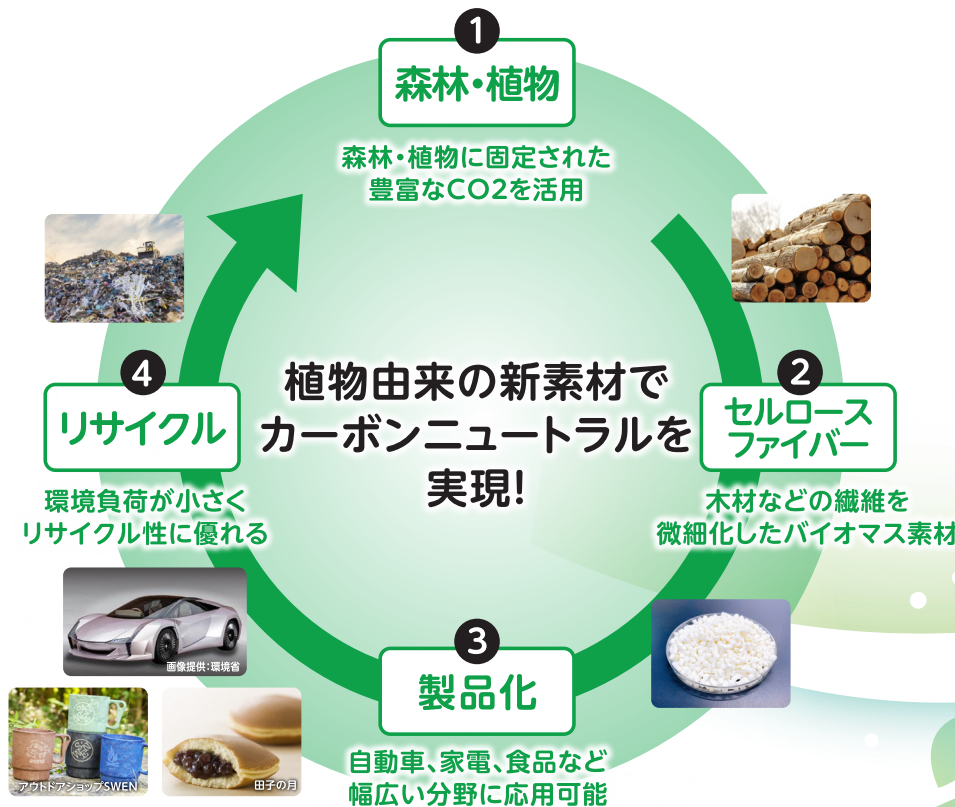 1
森林・植物
森林・植物に固定された
豊富なCO2を活用
2
セルロース
ファイバー
木材などの繊維を
微細化したバイオマス素材
植物由来の新素材で
カーボンニュートラルを
実現!
3
製品化
自動車、家電、食品など
幅広い分野に応用可能
4
リサイクル
環境負荷が小さく
リサイクル性に優れる
画像提供:環境省
アウトドアショップSWEN
田子の月